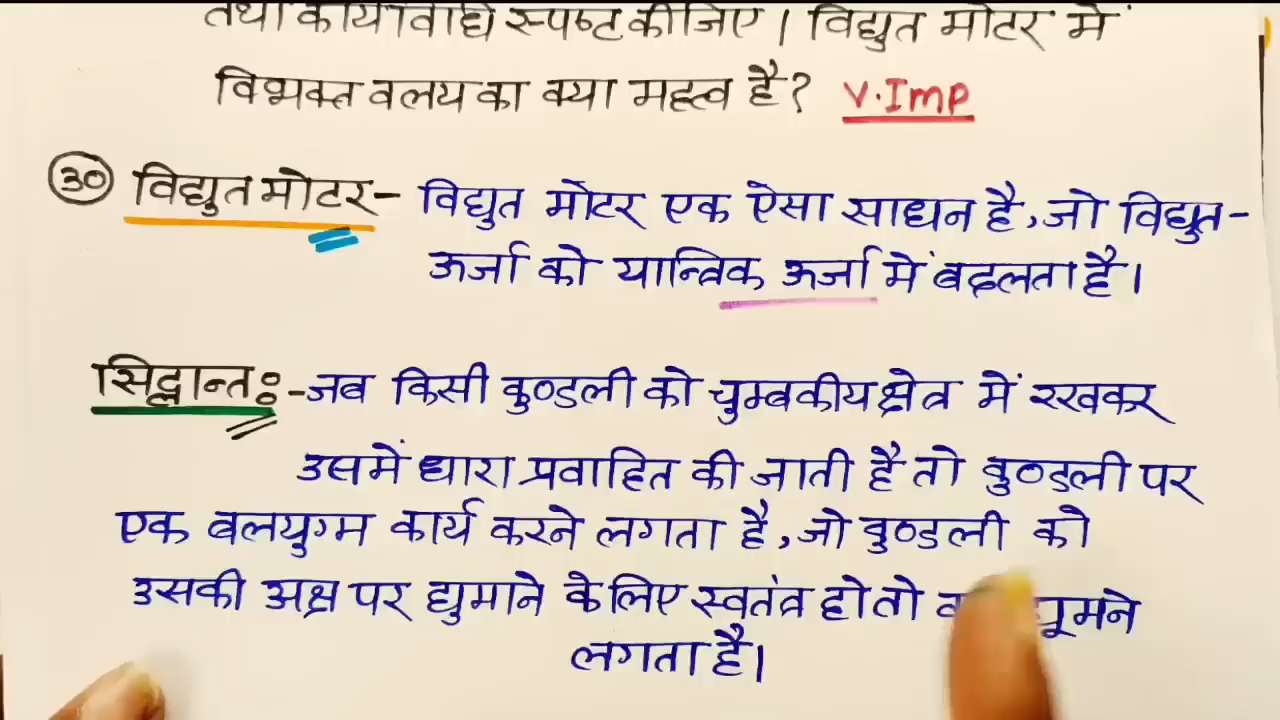 तथा कार्यविधि स्पष्ट कीजिए। विद्युत मोटर में
विभक्त वलय का क्या महत्व है? V.Imp
30 विद्युत मोटर- विद्युत मोटर एक ऐसा साधन है, जो विद्युत-
ऊर्जा को यान्त्रिक ऊर्जा में बदलता है।
सिद्धान्त:- जब किसी कुण्डली को चुम्बकीय क्षेत्र में रखकर
उसमें धारा प्रवाहित की जाती है तो कुण्डली पर
एक बलयुग्म कार्य करने लगता है, जो कुण्डली को
उसकी अक्ष पर घुमाने के लिए स्वतंत्र हो तो घूमने
लगता है।